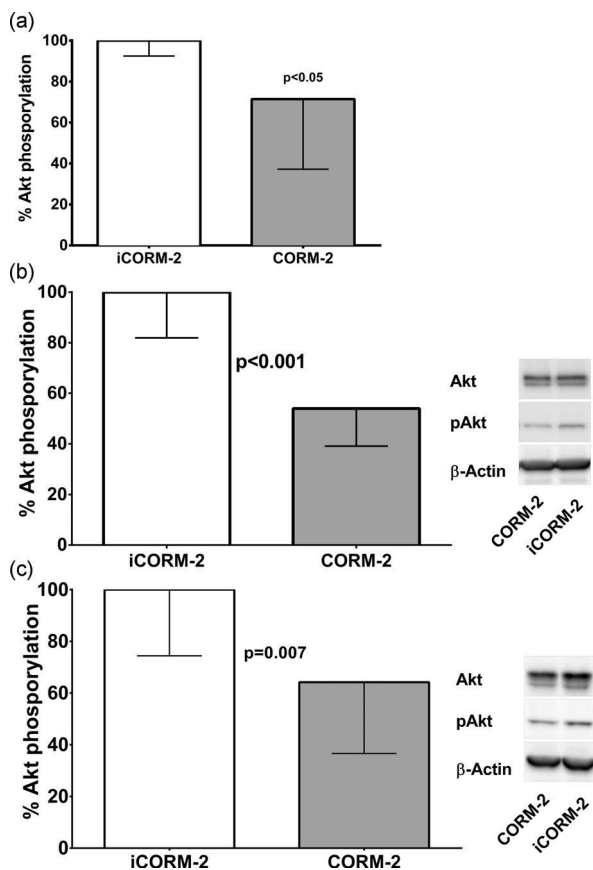 (a)
% Akt phosporylation
100
80
60
40
20
0
p<0.05
iCORM-2
CORM-2
(b)
% Akt phosporylation
100
80
60
40
20
0
p<0.001
iCORM-2
CORM-2
Akt
pAkt
β-Actin
CORM-2
iCORM-2
(c)
% Akt phosporylation
100
80
60
40
20
0
p=0.007
iCORM-2
CORM-2
Akt
pAkt
β-Actin
CORM-2
iCORM-2